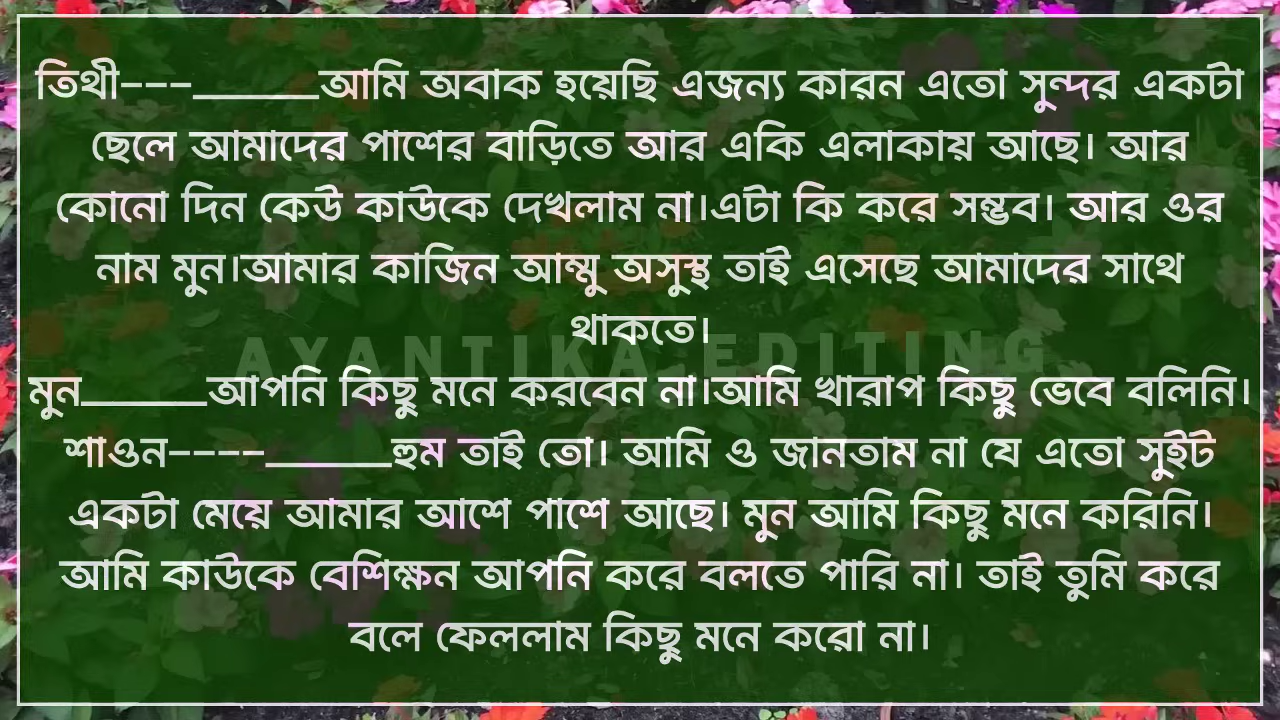 তিথী---______আমি অবাক হয়েছি এজন্য কারন এতো সুন্দর একটা
ছেলে আমাদের পাশের বাড়িতে আর একি এলাকায় আছে। আর
কোনো দিন কেউ কাউকে দেখলাম না।এটা কি করে সম্ভব। আর ওর
নাম মুন।আমার কাজিন আম্মু অসুস্থ তাই এসেছে আমাদের সাথে
থাকতে।
AYANTIKA EDITING
মুন______আপনি কিছু মনে করবেন না।আমি খারাপ কিছু ভেবে বলিনি।
শাওন----______হুম তাই তো। আমি ও জানতাম না যে এতো সুইট
একটা মেয়ে আমার আশে পাশে আছে। মুন আমি কিছু মনে করিনি।
আমি কাউকে বেশিক্ষন আপনি করে বলতে পারি না। তাই তুমি করে
বলে ফেললাম কিছু মনে করো না।